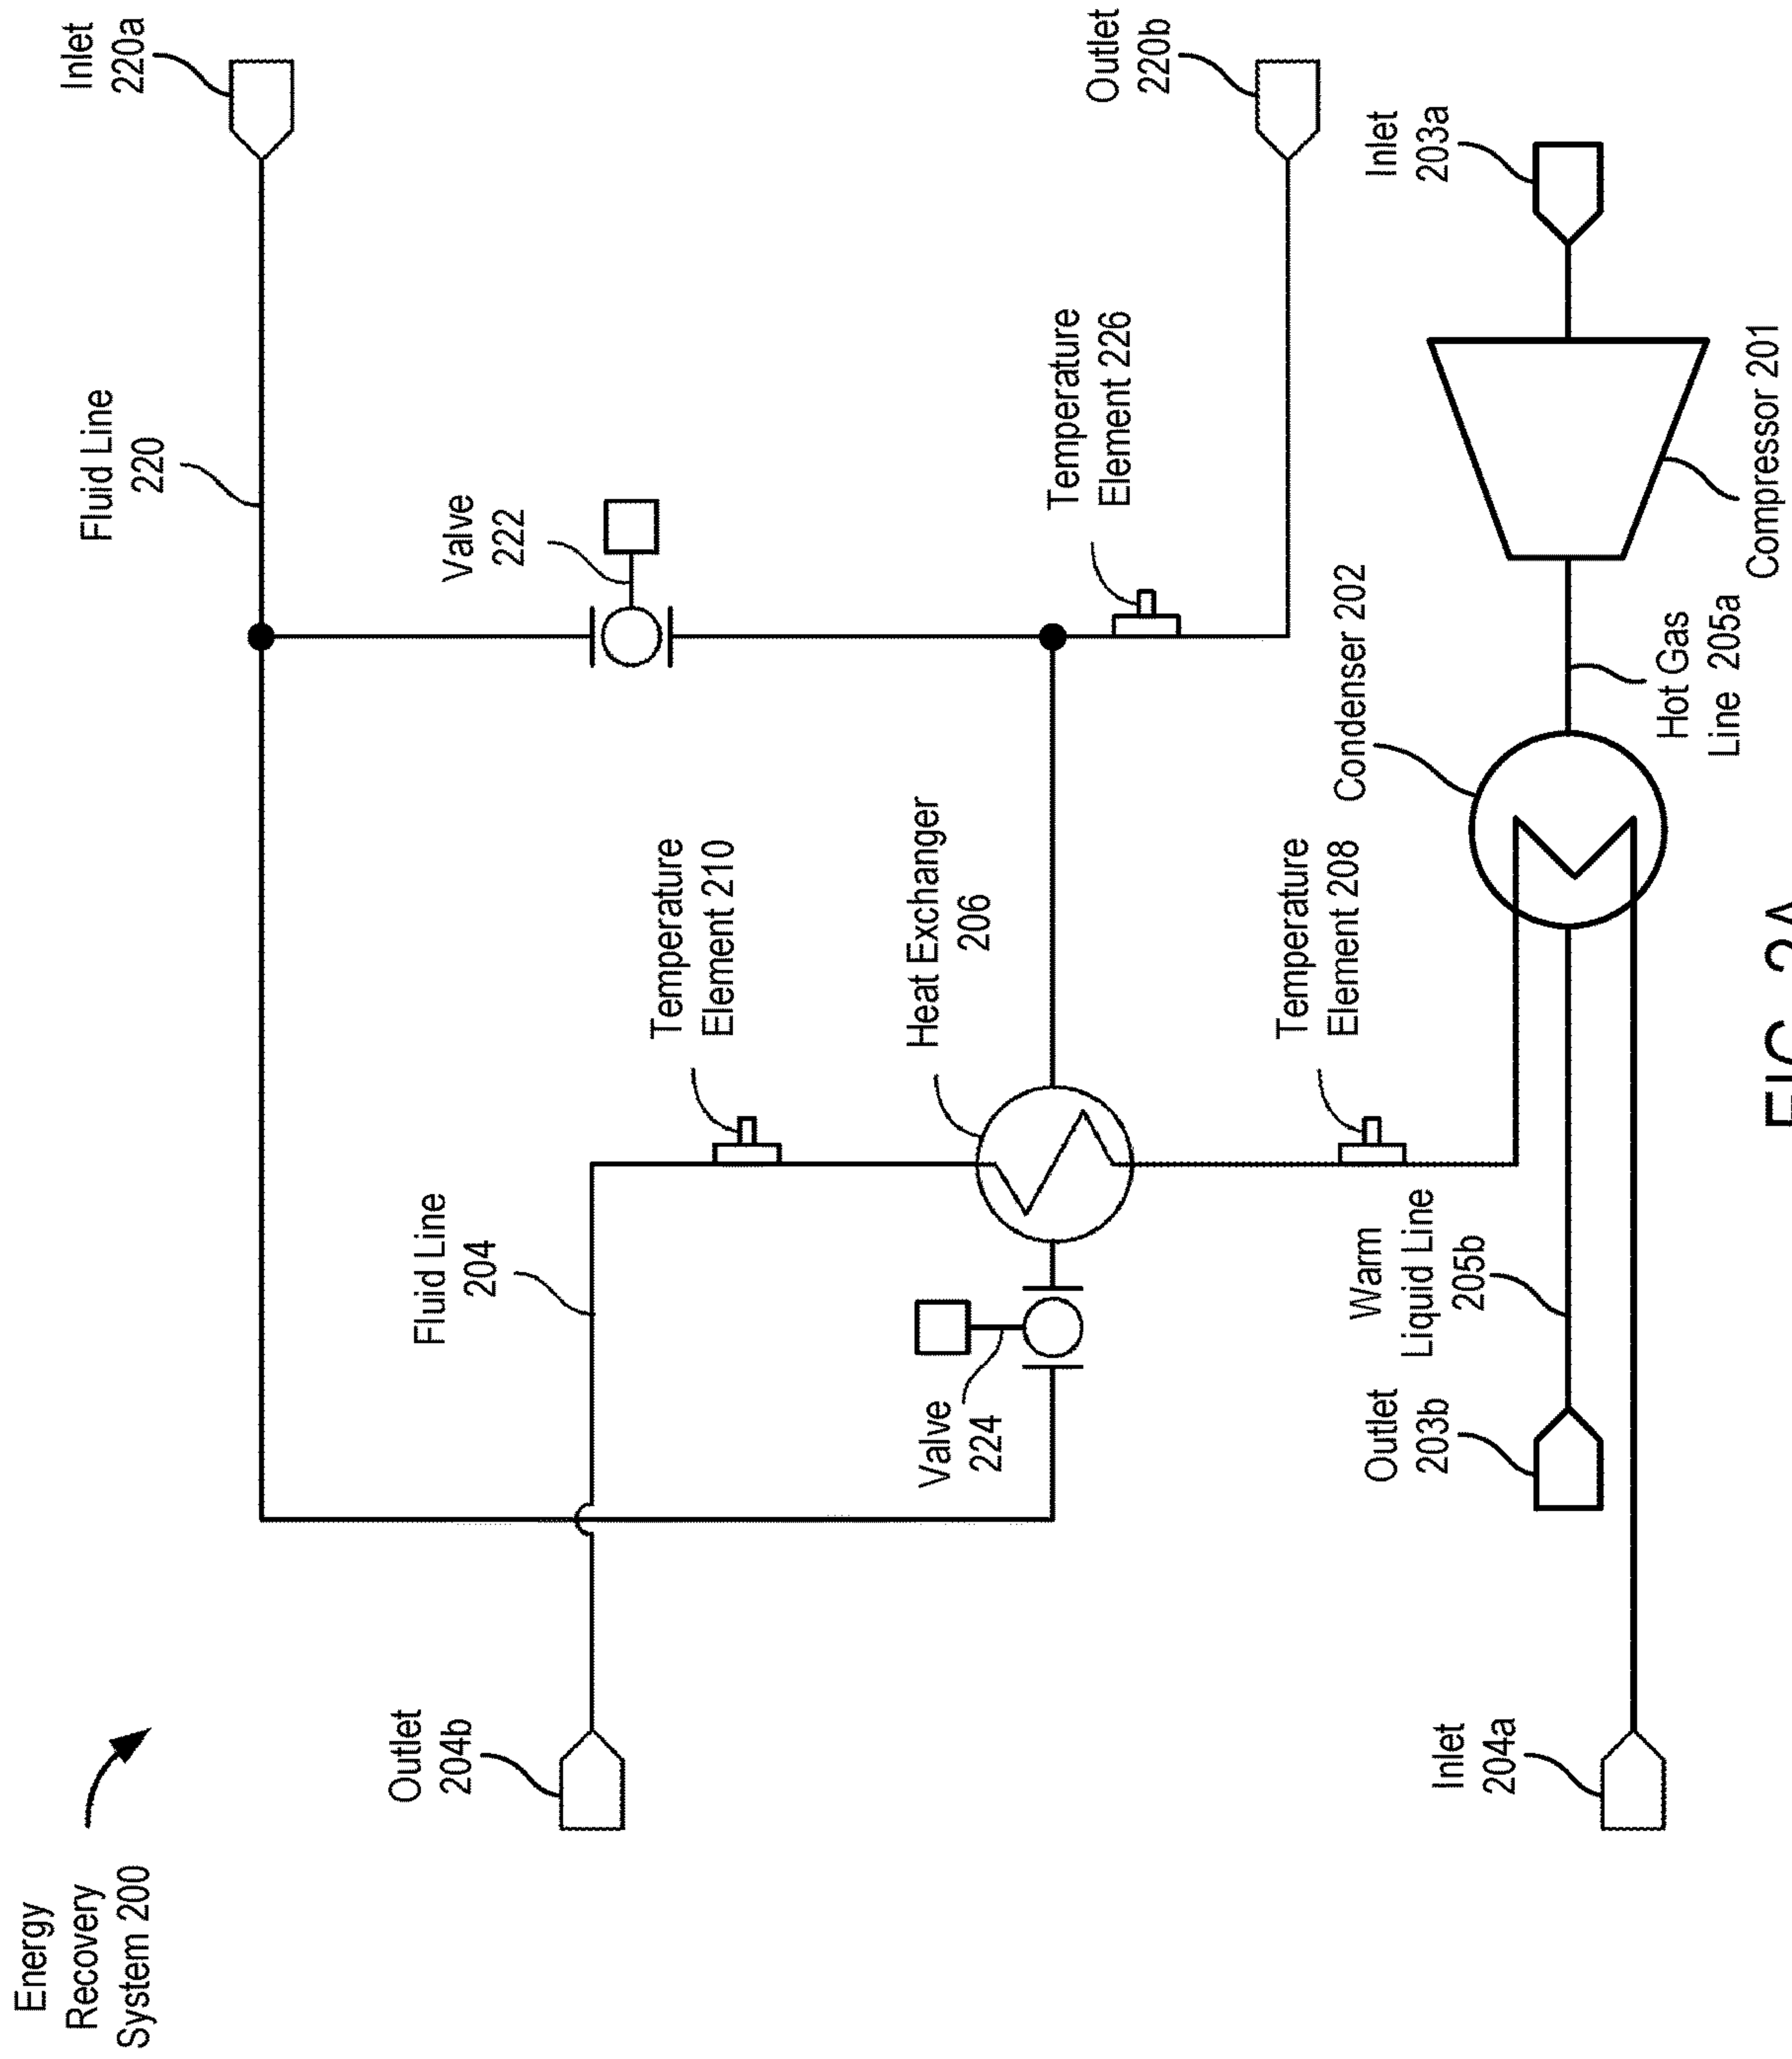 Energy
Recovery
System 200
Outlet
204b
Fluid Line
204
Fluid Line
220
Inlet
220a
Valve
222
Temperature
Element 210
Valve
224
Heat Exchanger
206
Temperature
Element 226
Outlet
220b
Temperature
Element 208
Condenser 202
Inlet
203a
Warm
Liquid Line
205b
Outlet
203b
Inlet
204a
Hot Gas
Line 205a
Compressor 201